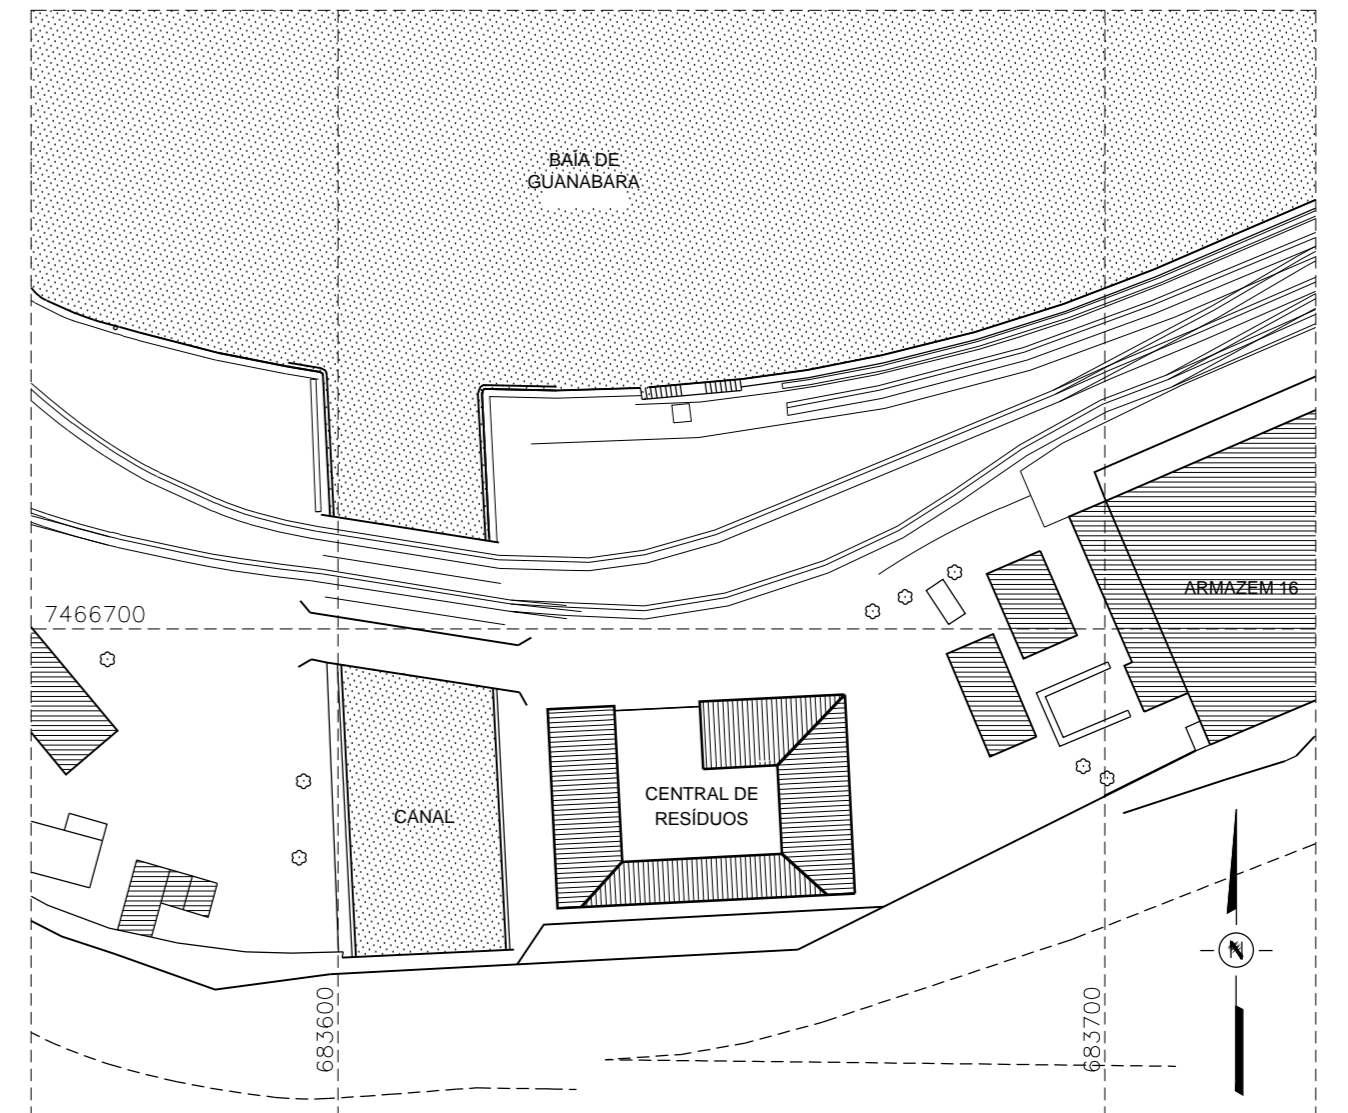 BAÍA DE
GUANABARA
ARMAZEM 16
7466700
CENTRAL DE
RESÍDUOS
CANAL
683600
683700
N